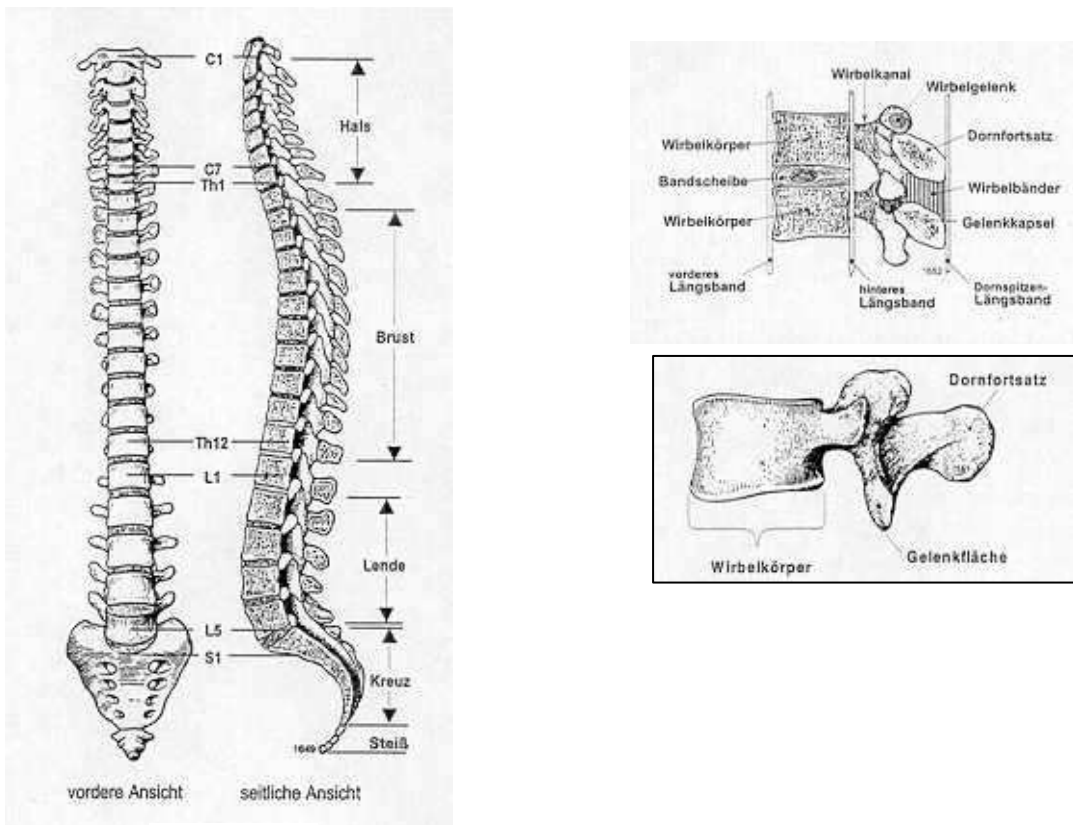 C1
Hals
C7
Th1
Brust
Th12
L1
Lende
L5
S1
Kreuz
1649
Steiß
vordere Ansicht
seitliche Ansicht
Wirbelkanal
Wirbelgelenk
Wirbelkörper
Dornfortsatz
Bandscheibe
Wirbelbänder
Wirbelkörper
Gelenkkapsel
1652
vorderes
Längsband
hinteres
Längsband
Dornspitzen-
Längsband
Dornfortsatz
Gelenkfläche
Wirbelkörper